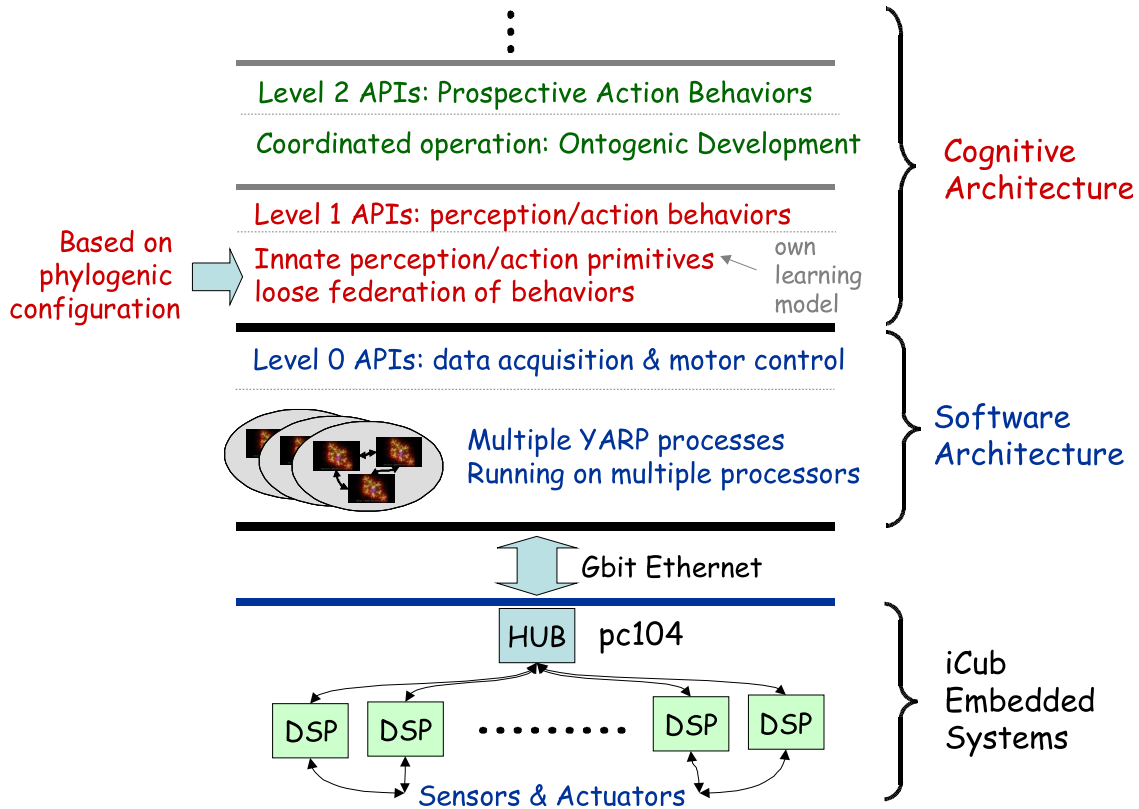 Level 2 APIs: Prospective Action Behaviors
Coordinated operation: Ontogenic Development
Cognitive
Architecture
Level 1 APIs: perception/action behaviors
Based on
phylogenic
configuration
Innate perception/action primitives
loose federation of behaviors
own
learning
model
Level 0 APIs: data acquisition & motor control
Multiple YARP processes
Running on multiple processors
Software
Architecture
Gbit Ethernet
HUB
pc104
iCub
Embedded
Systems
DSP
DSP
DSP
DSP
Sensors & Actuators